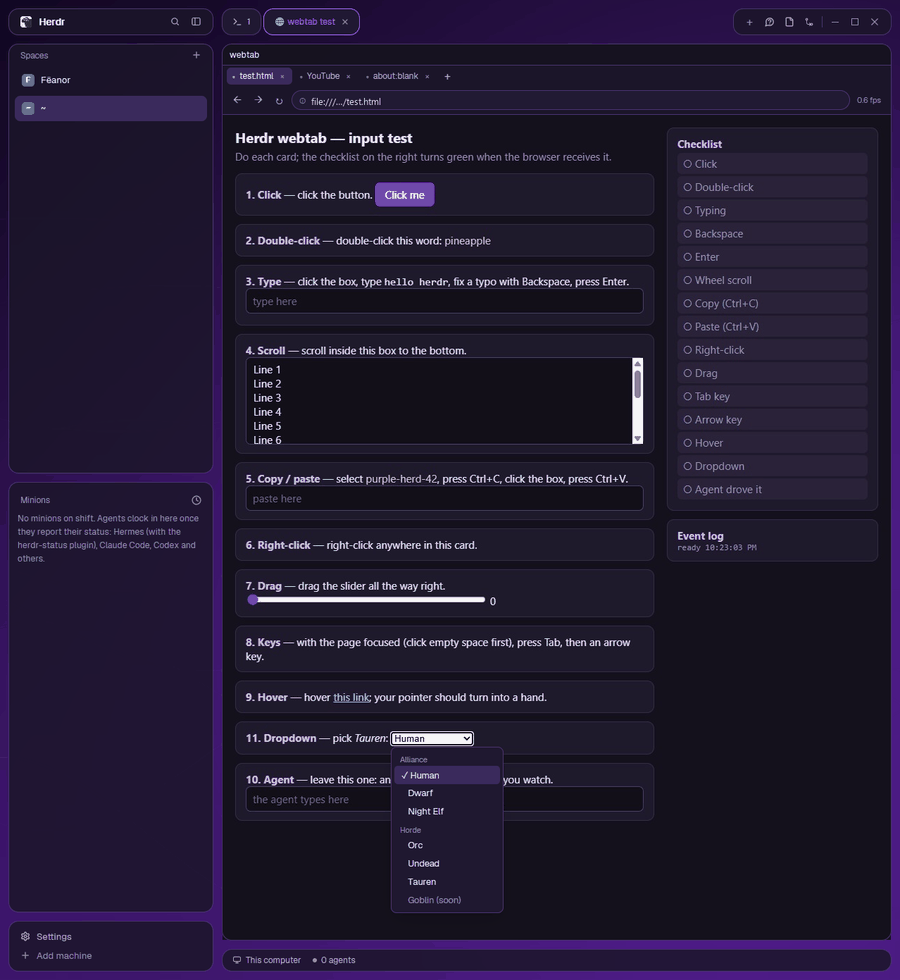 Herdr
1
webtab test
Spaces
F Fëanor
~ ~
Minions
No minions on shift. Agents clock in here once
they report their status: Hermes (with the
herdr-status plugin), Claude Code, Codex and
others.
Settings
Add machine
webtab
test.html
YouTube
about:blank
file:///.../test.html
0.6 fps
Herdr webtab — input test
Do each card; the checklist on the right turns green when the browser receives it.
1. Click — click the button. Click me
2. Double-click — double-click this word: pineapple
3. Type — click the box, type hello herdr, fix a typo with Backspace, press Enter.
type here
4. Scroll — scroll inside this box to the bottom.
Line 1
Line 2
Line 3
Line 4
Line 5
Line 6
5. Copy / paste — select purple-herd-42, press Ctrl+C, click the box, press Ctrl+V.
paste here
6. Right-click — right-click anywhere in this card.
7. Drag — drag the slider all the way right.
0
8. Keys — with the page focused (click empty space first), press Tab, then an arrow
key.
9. Hover — hover this link; your pointer should turn into a hand.
11. Dropdown — pick Tauren: Human
10. Agent — leave this one: an you watch.
the agent types here
Alliance
✓ Human
Dwarf
Night Elf
Horde
Orc
Undead
Tauren
Goblin (soon)
Checklist
Click
Double-click
Typing
Backspace
Enter
Wheel scroll
Copy (Ctrl+C)
Paste (Ctrl+V)
Right-click
Drag
Tab key
Arrow key
Hover
Dropdown
Agent drove it
Event log
ready 10:23:03 PM
This computer
0 agents